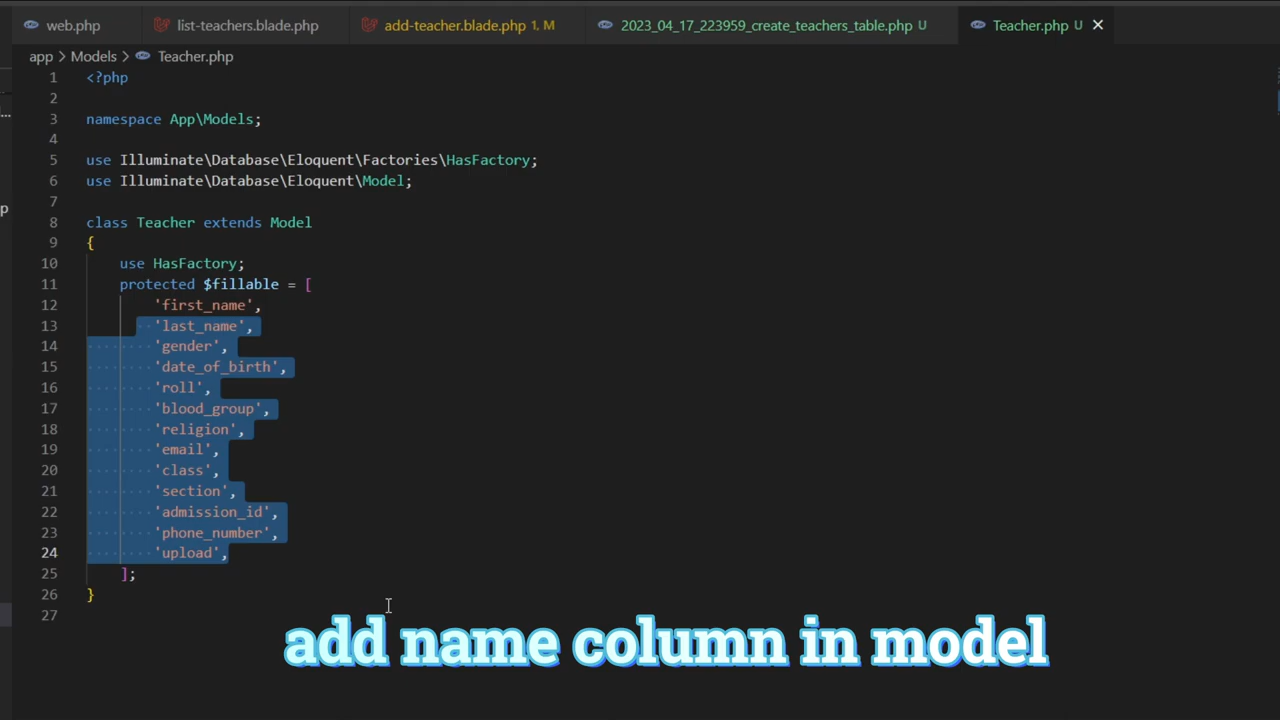 web.php list-teachers.blade.php add-teacher.blade.php 1, M 2023_04_17_223959_create_teachers_table.php U Teacher.php U
app > Models > Teacher.php
1 <?php
2
3 namespace App\Models;
4
5 use Illuminate\Database\Eloquent\Factories\HasFactory;
6 use Illuminate\Database\Eloquent\Model;
7
8 class Teacher extends Model
9 {
10 use HasFactory;
11 protected $fillable = [
12 'first_name',
13 'last_name',
14 'gender',
15 'date_of_birth',
16 'roll',
17 'blood_group',
18 'religion',
19 'email',
20 'class',
21 'section',
22 'admission_id',
23 'phone_number',
24 'upload',
25 ];
26 }
27
add name column in model